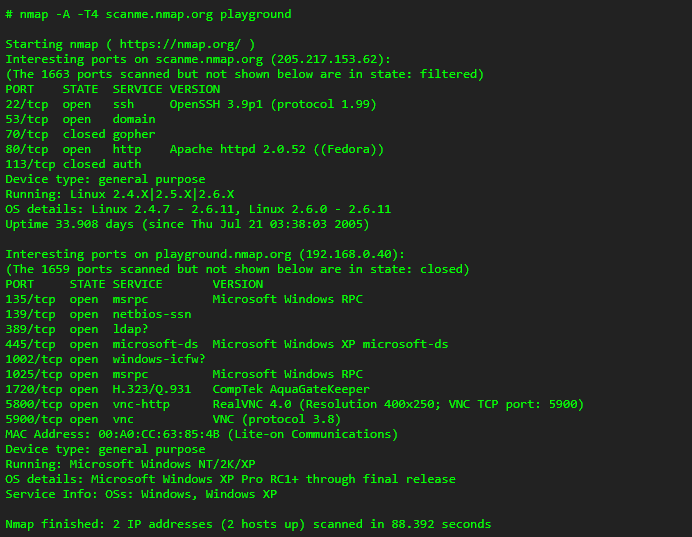 # nmap -A -T4 scanme.nmap.org playground

Starting nmap ( https://nmap.org/ )
Interesting ports on scanme.nmap.org (205.217.153.62):
(The 1663 ports scanned but not shown below are in state: filtered)
PORT    STATE  SERVICE VERSION
22/tcp  open   ssh     OpenSSH 3.9p1 (protocol 1.99)
53/tcp  open   domain
70/tcp  closed gopher
80/tcp  open   http    Apache httpd 2.0.52 ((Fedora))
113/tcp closed auth
Device type: general purpose
Running: Linux 2.4.X|2.5.X|2.6.X
OS details: Linux 2.4.7 - 2.6.11, Linux 2.6.0 - 2.6.11
Uptime 33.908 days (since Thu Jul 21 03:38:03 2005)

Interesting ports on playground.nmap.org (192.168.0.40):
(The 1659 ports scanned but not shown below are in state: closed)
PORT     STATE SERVICE       VERSION
135/tcp  open  msrpc         Microsoft Windows RPC
139/tcp  open  netbios-ssn
389/tcp  open  ldap?
445/tcp  open  microsoft-ds  Microsoft Windows XP microsoft-ds
1002/tcp open  windows-icfw?
1025/tcp open  msrpc         Microsoft Windows RPC
1720/tcp open  H.323/Q.931   CompTek AquaGateKeeper
5800/tcp open  vnc-http      RealVNC 4.0 (Resolution 400x250; VNC TCP port: 5900)
5900/tcp open  vnc           VNC (protocol 3.8)
MAC Address: 00:A0:CC:63:85:4B (Lite-on Communications)
Device type: general purpose
Running: Microsoft Windows NT/2K/XP
OS details: Microsoft Windows XP Pro RC1+ through final release
Service Info: OSs: Windows, Windows XP

Nmap finished: 2 IP addresses (2 hosts up) scanned in 88.392 seconds